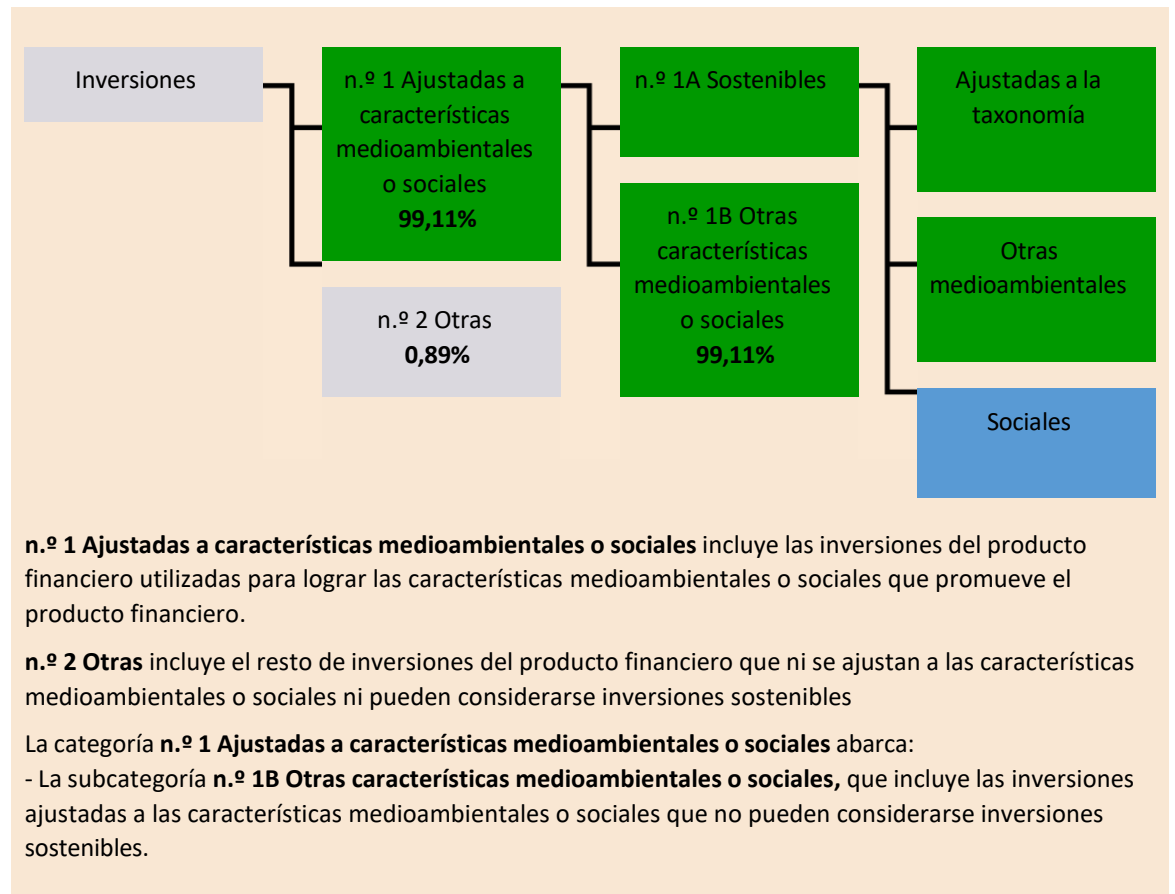 Inversiones
n.º 1 Ajustadas a
características
medioambientales
o sociales
99,11%
n.º 2 Otras
0,89%
n.º 1A Sostenibles
n.º 1B Otras
características
medioambientales
o sociales
99,11%
Ajustadas a la
taxonomía
Otras
medioambientales
Sociales
n.º 1 Ajustadas a características medioambientales o sociales incluye las inversiones del producto
financiero utilizadas para lograr las características medioambientales o sociales que promueve el
producto financiero.
n.º 2 Otras incluye el resto de inversiones del producto financiero que ni se ajustan a las características
medioambientales o sociales ni pueden considerarse inversiones sostenibles
La categoría n.º 1 Ajustadas a características medioambientales o sociales abarca:
- La subcategoría n.º 1B Otras características medioambientales o sociales, que incluye las inversiones
ajustadas a las características medioambientales o sociales que no pueden considerarse inversiones
sostenibles.